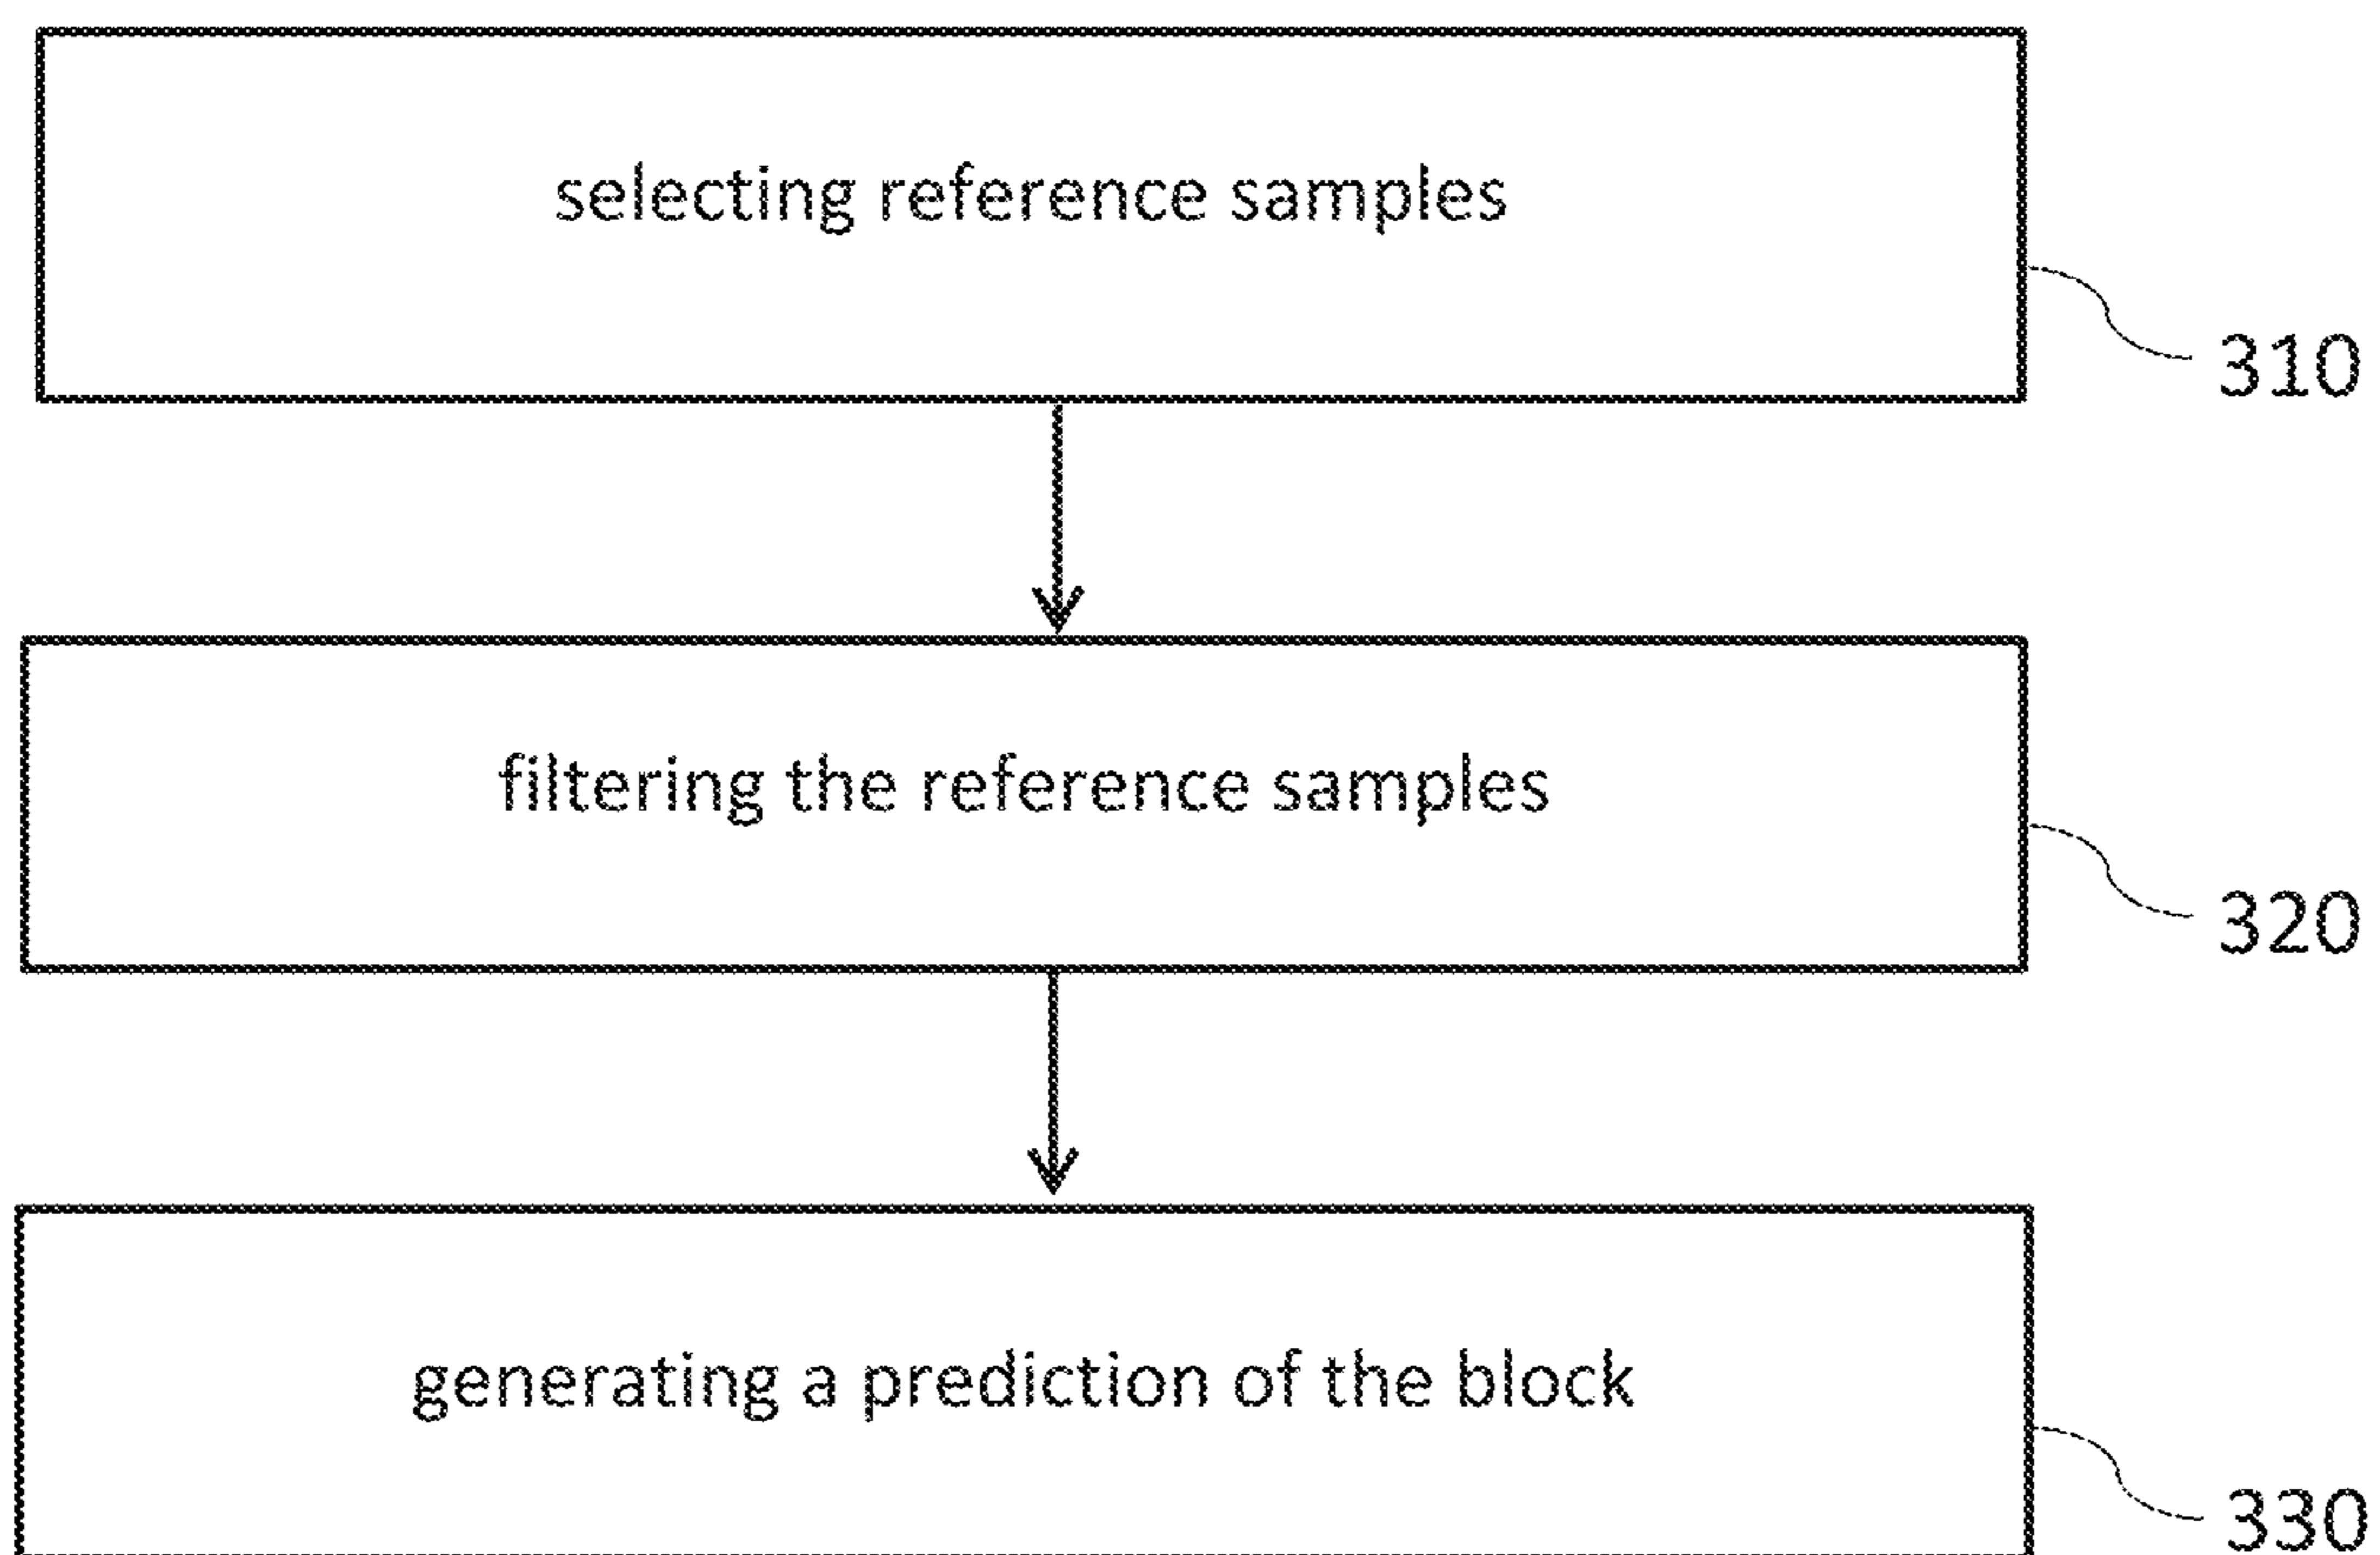 selecting reference samples
310
filtering the reference samples
320
generating a prediction of the block
330